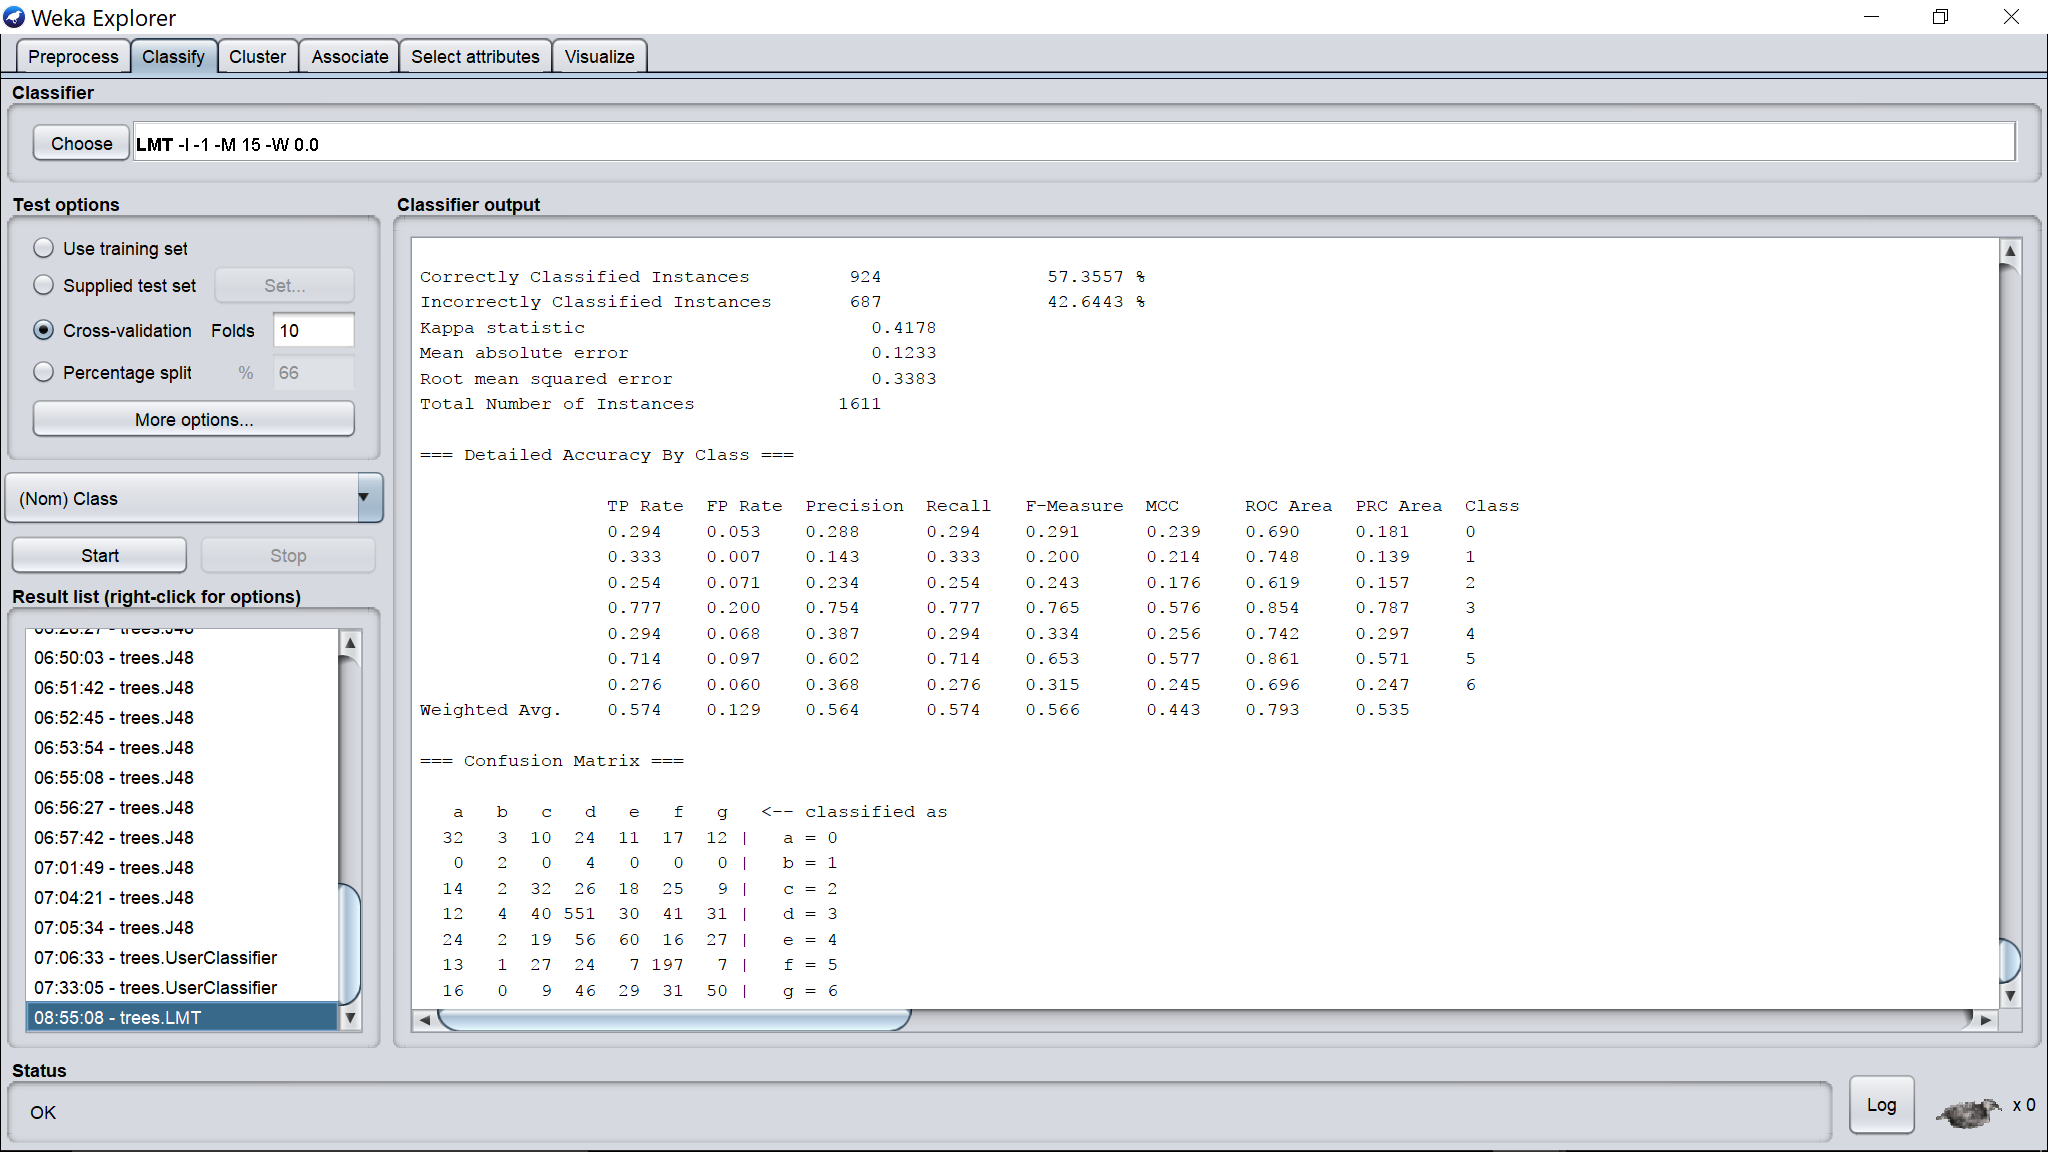 Weka Explorer
Preprocess Classify Cluster Associate Select attributes Visualize
Classifier
Choose LMT -I -1 -M 15 -W 0.0
Test options
Use training set
Supplied test set Set...
Cross-validation Folds 10
Percentage split % 66
More options...
(Nom) Class
Start Stop
Result list (right-click for options)
06:50:03 - trees.J48
06:51:42 - trees.J48
06:52:45 - trees.J48
06:53:54 - trees.J48
06:55:08 - trees.J48
06:56:27 - trees.J48
06:57:42 - trees.J48
07:01:49 - trees.J48
07:04:21 - trees.J48
07:05:34 - trees.J48
07:06:33 - trees.UserClassifier
07:33:05 - trees.UserClassifier
08:55:08 - trees.LMT
Classifier output
Correctly Classified Instances 924 57.3557 %
Incorrectly Classified Instances 687 42.6443 %
Kappa statistic 0.4178
Mean absolute error 0.1233
Root mean squared error 0.3383
Total Number of Instances 1611
=== Detailed Accuracy By Class ===
TP Rate FP Rate Precision Recall F-Measure MCC ROC Area PRC Area Class
0.294 0.053 0.288 0.294 0.291 0.239 0.690 0.181 0
0.333 0.007 0.143 0.333 0.200 0.214 0.748 0.139 1
0.254 0.071 0.234 0.254 0.243 0.176 0.619 0.157 2
0.777 0.200 0.754 0.777 0.765 0.576 0.854 0.787 3
0.294 0.068 0.387 0.294 0.334 0.256 0.742 0.297 4
0.714 0.097 0.602 0.714 0.653 0.577 0.861 0.571 5
0.276 0.060 0.368 0.276 0.315 0.245 0.696 0.247 6
Weighted Avg. 0.574 0.129 0.564 0.574 0.566 0.443 0.793 0.535
=== Confusion Matrix ===
a b c d e f g <-- classified as
32 3 10 24 11 17 12 | a = 0
0 2 0 4 0 0 0 | b = 1
14 2 32 26 18 25 9 | c = 2
12 4 40 551 30 41 31 | d = 3
24 2 19 56 60 16 27 | e = 4
13 1 27 24 7 197 7 | f = 5
16 0 9 46 29 31 50 | g = 6
Status
OK
Log
x 0